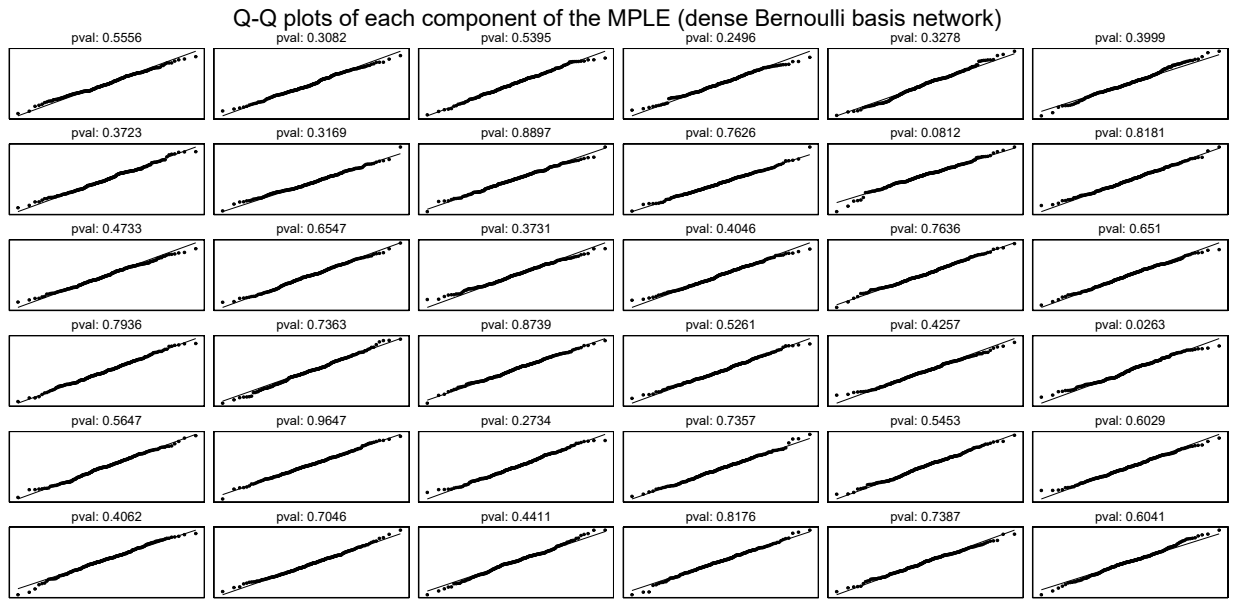 Q-Q plots of each component of the MPLE (dense Bernoulli basis network)
pval: 0.5556 pval: 0.3082 pval: 0.5395 pval: 0.2496 pval: 0.3278 pval: 0.3999
pval: 0.3723 pval: 0.3169 pval: 0.8897 pval: 0.7626 pval: 0.0812 pval: 0.8181
pval: 0.4733 pval: 0.6547 pval: 0.3731 pval: 0.4046 pval: 0.7636 pval: 0.651
pval: 0.7936 pval: 0.7363 pval: 0.8739 pval: 0.5261 pval: 0.4257 pval: 0.0263
pval: 0.5647 pval: 0.9647 pval: 0.2734 pval: 0.7357 pval: 0.5453 pval: 0.6029
pval: 0.4062 pval: 0.7046 pval: 0.4411 pval: 0.8176 pval: 0.7387 pval: 0.6041